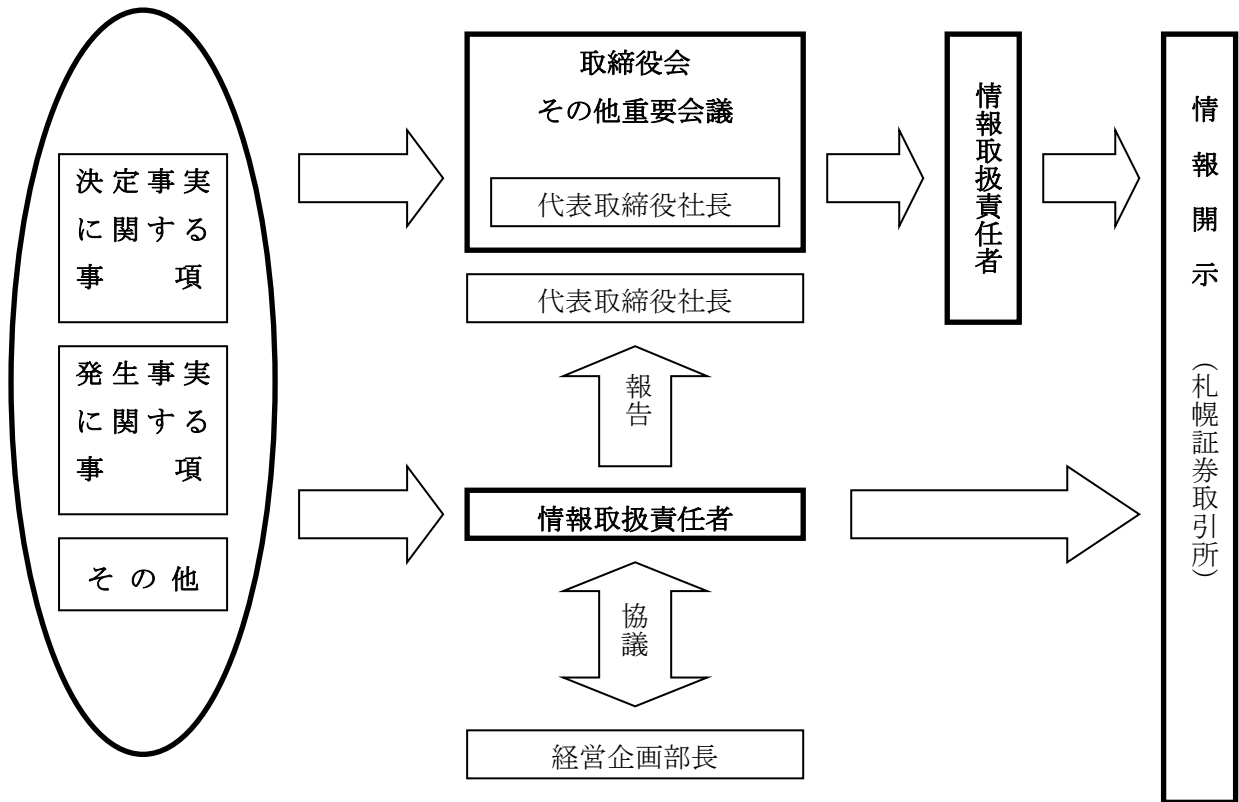 決定事実
に関する
事項
発生事実
に関する
事項
その他
取締役会
その他重要会議
代表取締役社長
代表取締役社長
報告
情報取扱責任者
協議
経営企画部長
情報取扱責任者
情報開示（札幌証券取引所）